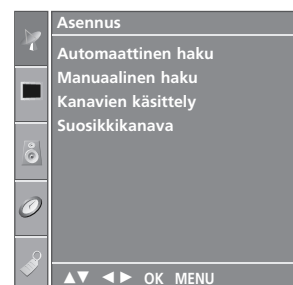 Asennus
Automaattinen haku
Manuaalinen haku
Kanavien käsittely
Suosikkikanava
▲▼ ◄► OK MENU